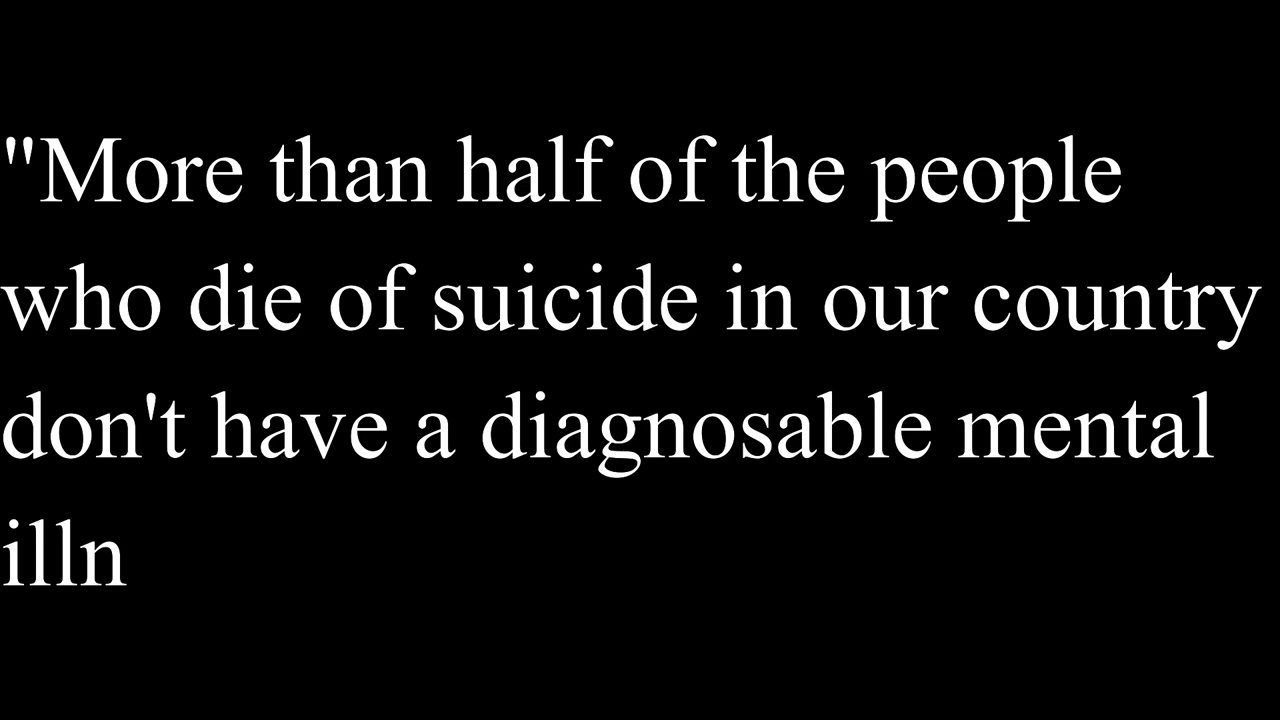 "More than half of the people
who die of suicide in our country
don't have a diagnosable mental
illn